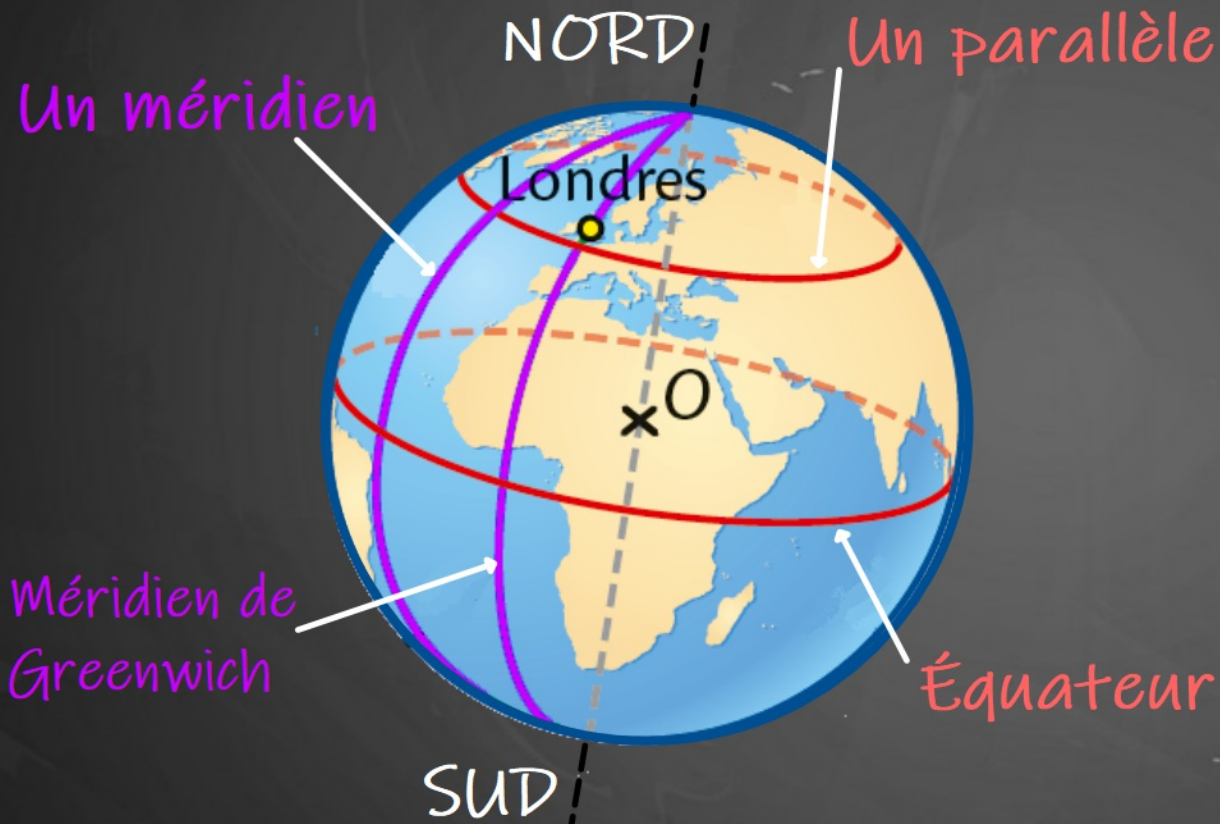 NORD
Un parallèle
Un méridien
Londres
O
Méridien de
Greenwich
Équateur
SUD